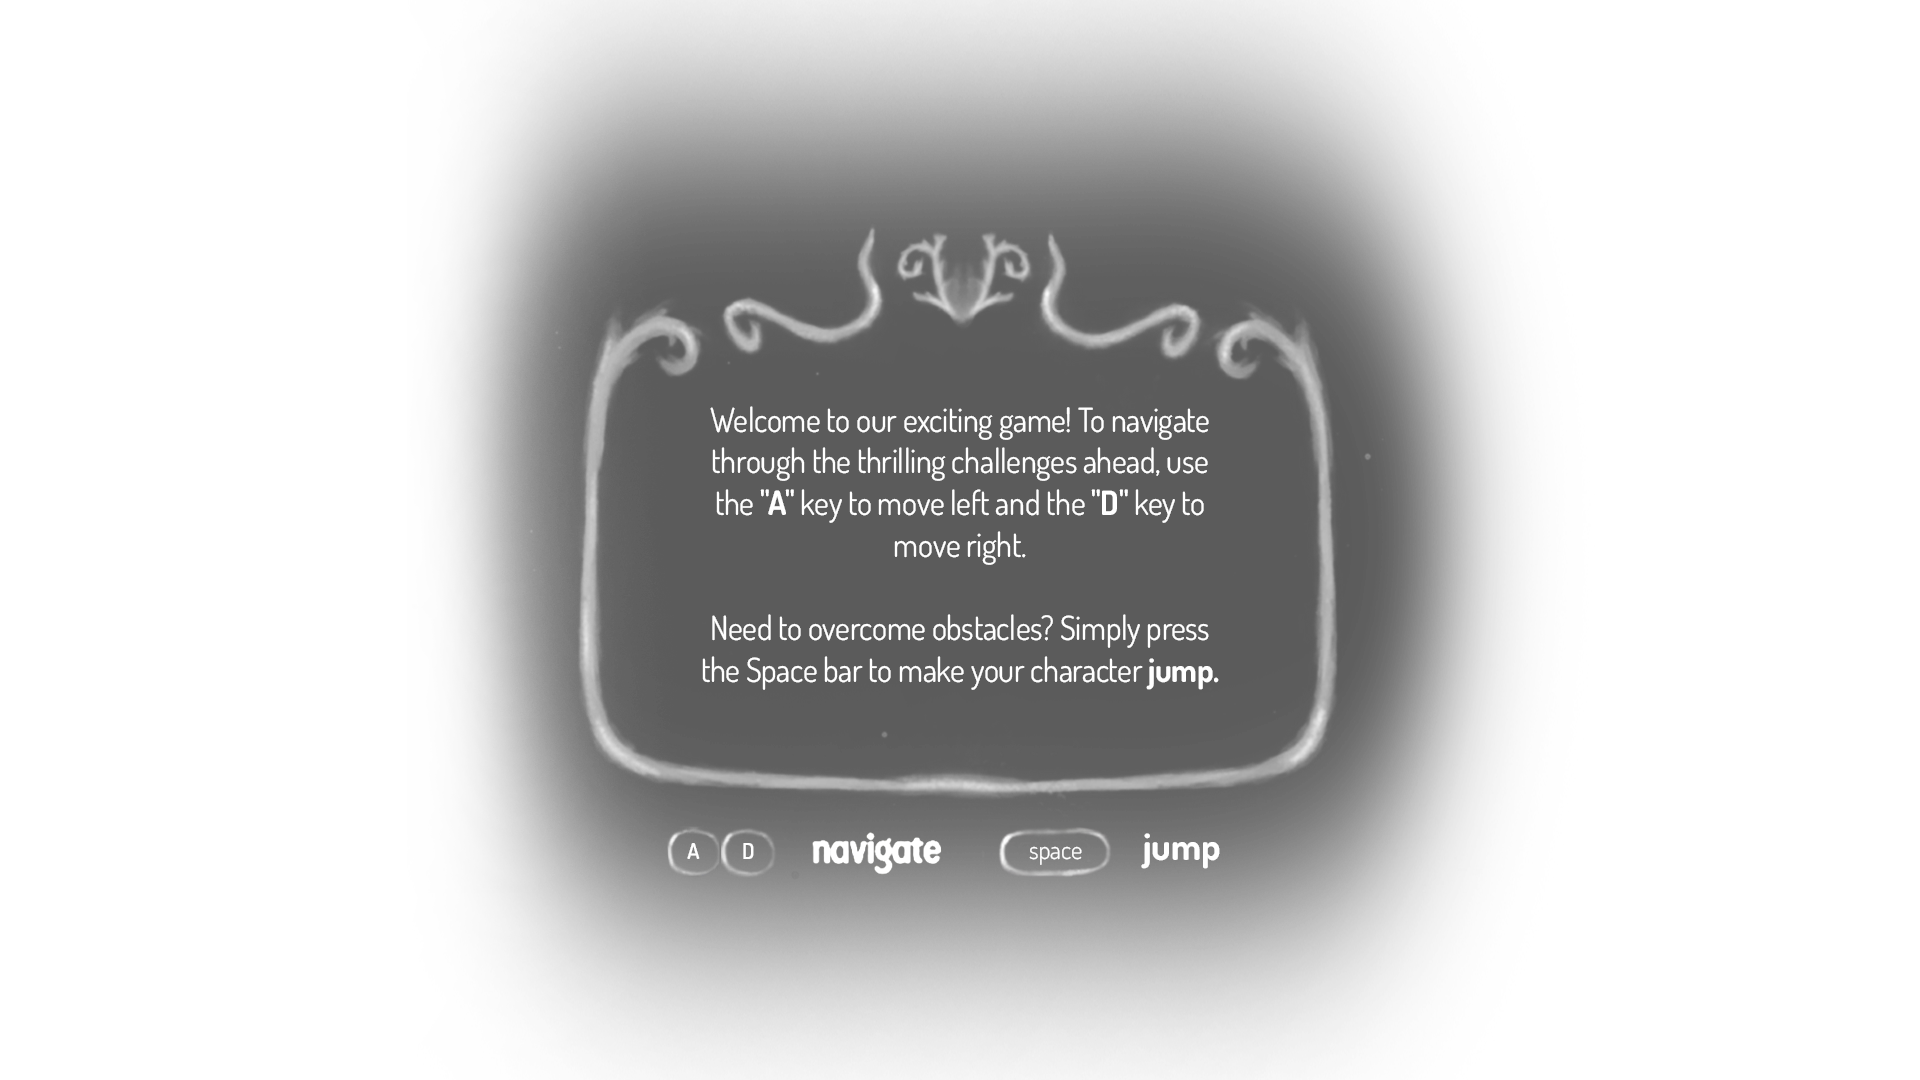 Welcome to our exciting game! To navigate
through the thrilling challenges ahead, use
the "A" key to move left and the "D" key to
move right.
Need to overcome obstacles? Simply press
the Space bar to make your character jump.
A D navigate space jump